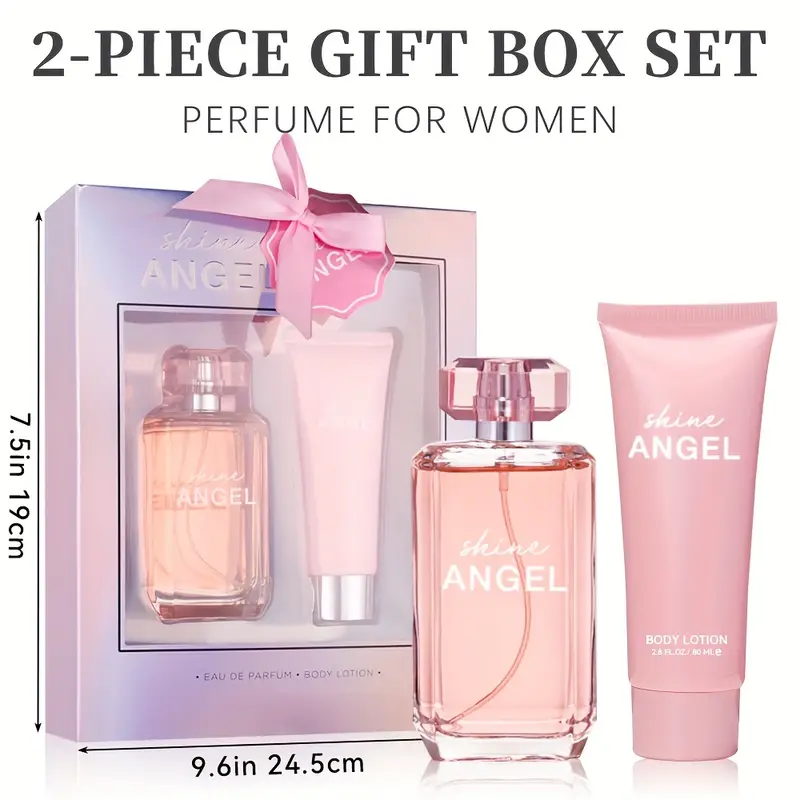 2-PIECE GIFT BOX SET
PERFUME FOR WOMEN
shine
ANGEL
ANGEL
shine
ANGEL
• EAU DE PARFUM • BODY LOTION •
7.5in 19cm
9.6in 24.5cm
shine
ANGEL
shine
ANGEL
BODY LOTION
2.8 FL.OZ/ 80 ML e